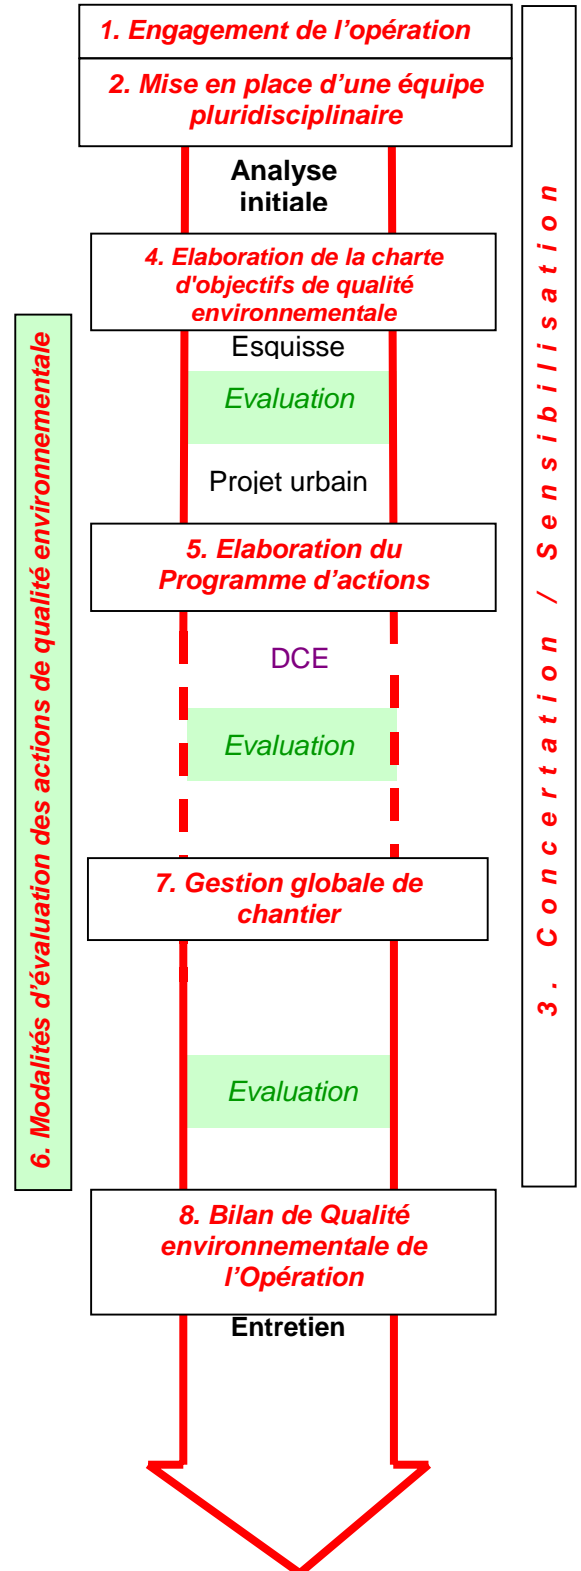 1. Engagement de l’opération
2. Mise en place d’une équipe
pluridisciplinaire
Analyse
initiale
4. Elaboration de la charte
d'objectifs de qualité
environnementale
Esquisse
Evaluation
Projet urbain
5. Elaboration du
Programme d’actions
DCE
Evaluation
7. Gestion globale de
chantier
Evaluation
8. Bilan de Qualité
environnementale de
l’Opération
Entretien
6. Modalités d’évaluation des actions de qualité environnementale
3. Concertation / Sensibilisation